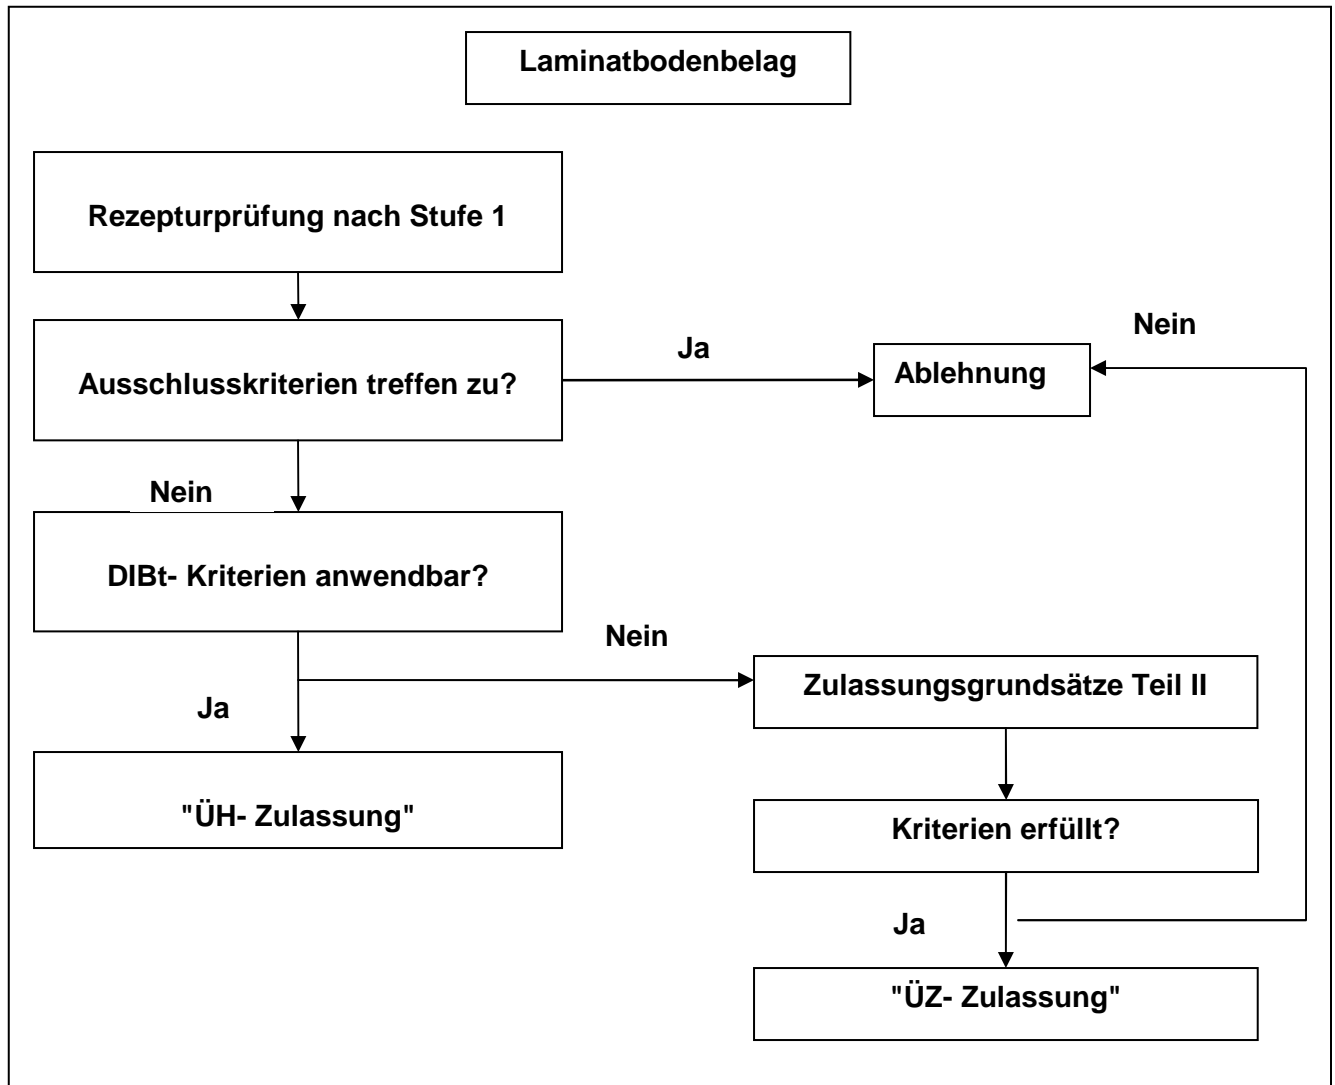 Laminatbodenbelag
Rezepturprüfung nach Stufe 1
Ausschlusskriterien treffen zu?
Ja
Ablehnung
Nein
Nein
DIBt- Kriterien anwendbar?
Nein
Zulassungsgrundsätze Teil II
Ja
"ÜH- Zulassung"
Kriterien erfüllt?
Ja
"ÜZ- Zulassung"